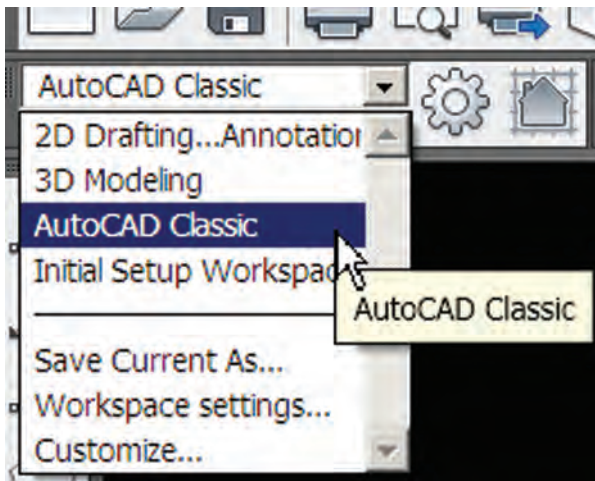 AutoCAD Classic
2D Drafting...Annotation
3D Modeling
AutoCAD Classic
Initial Setup Workspac
AutoCAD Classic
Save Current As...
Workspace settings...
Customize...